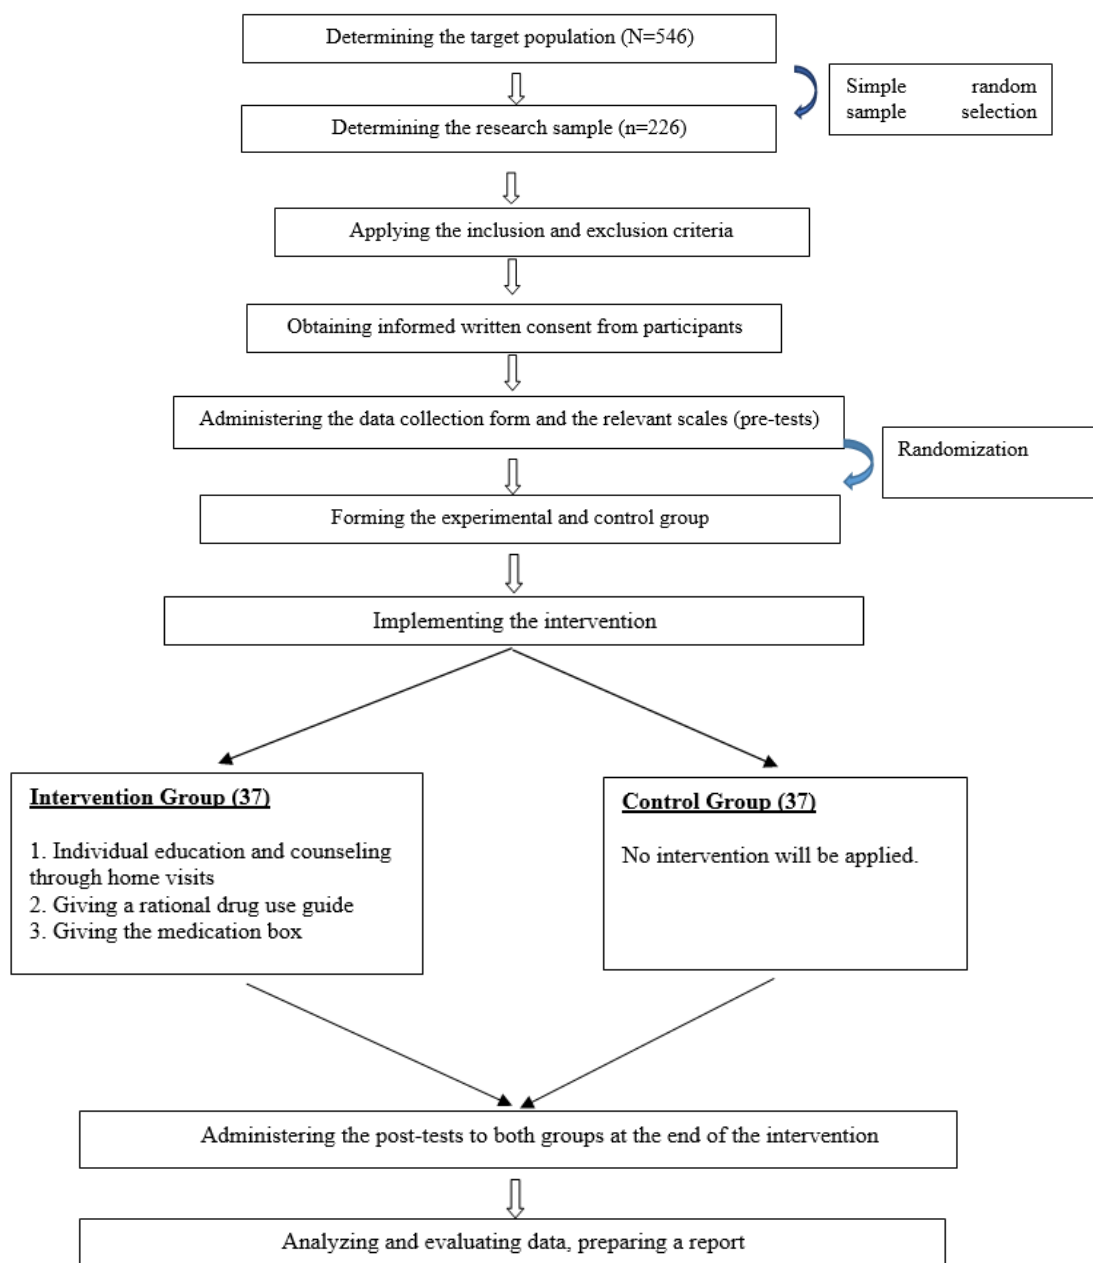 Determining the target population (N=546)
Simple random
sample selection
Determining the research sample (n=226)
Applying the inclusion and exclusion criteria
Obtaining informed written consent from participants
Administering the data collection form and the relevant scales (pre-tests)
Randomization
Forming the experimental and control group
Implementing the intervention
Intervention Group (37)
1. Individual education and counseling
through home visits
2. Giving a rational drug use guide
3. Giving the medication box
Control Group (37)
No intervention will be applied.
Administering the post-tests to both groups at the end of the intervention
Analyzing and evaluating data, preparing a report